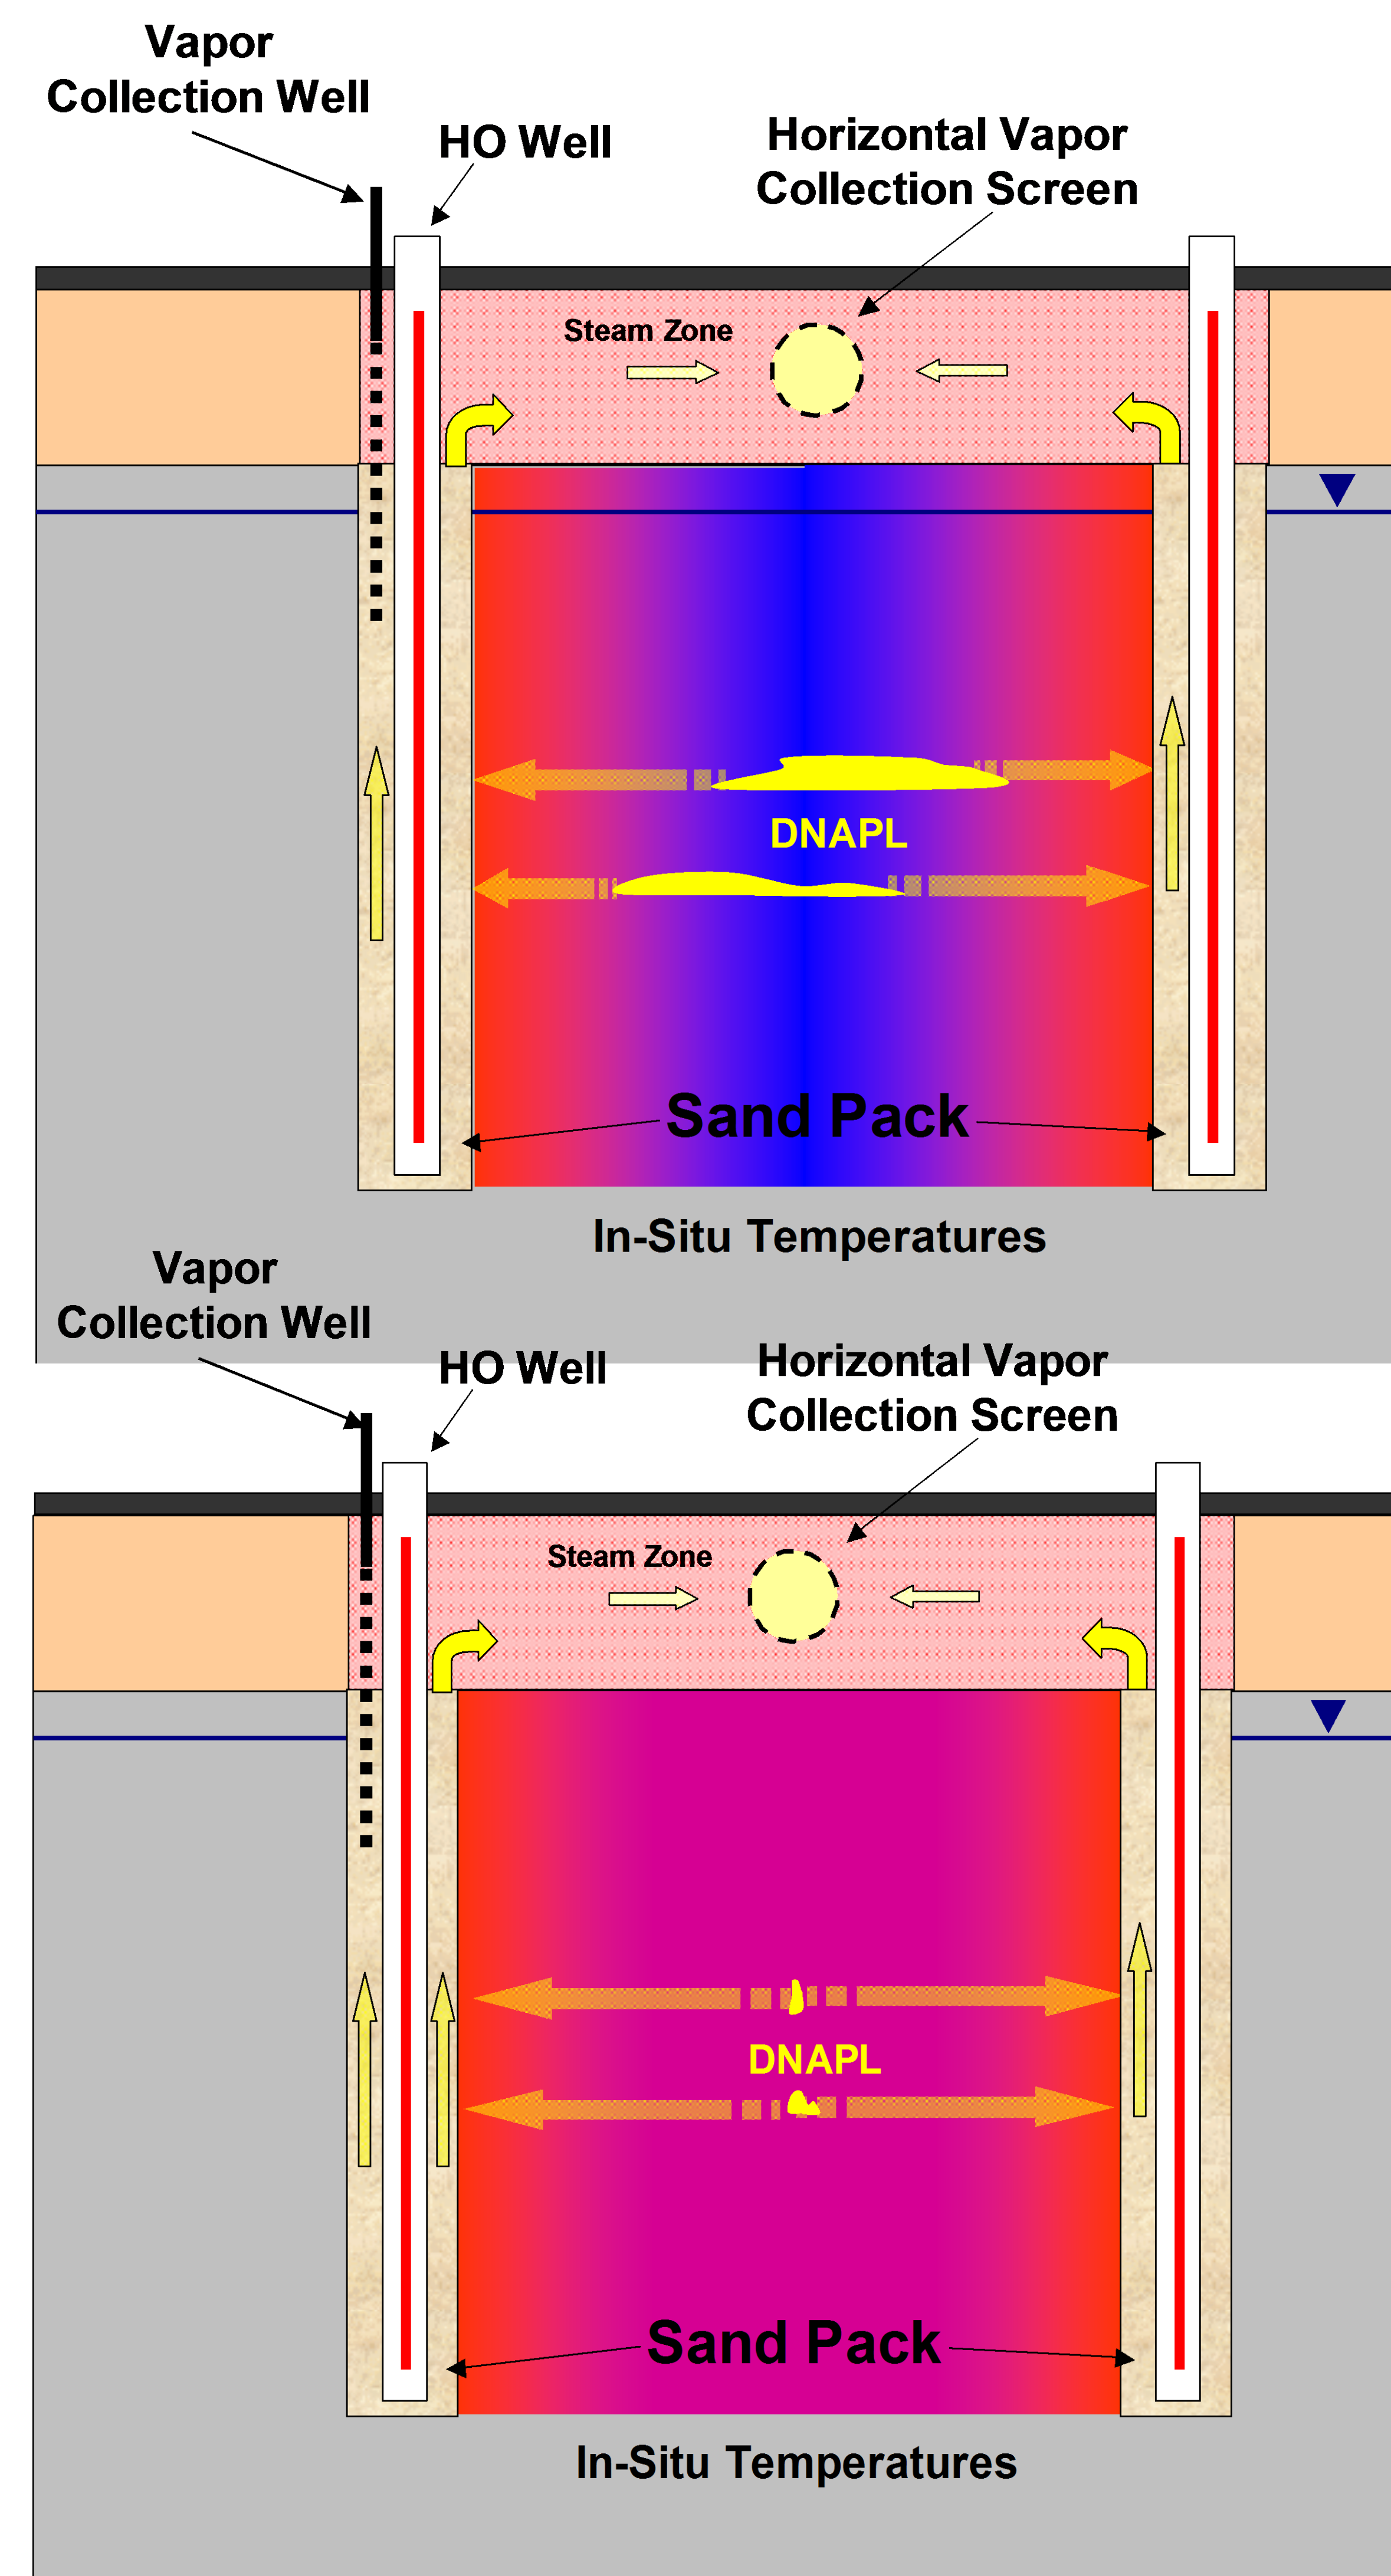 Vapor
Collection Well
HO Well
Horizontal Vapor
Collection Screen
Steam Zone
DNAPL
Sand Pack
In-Situ Temperatures
Vapor
Collection Well
HO Well
Horizontal Vapor
Collection Screen
Steam Zone
DNAPL
Sand Pack
In-Situ Temperatures